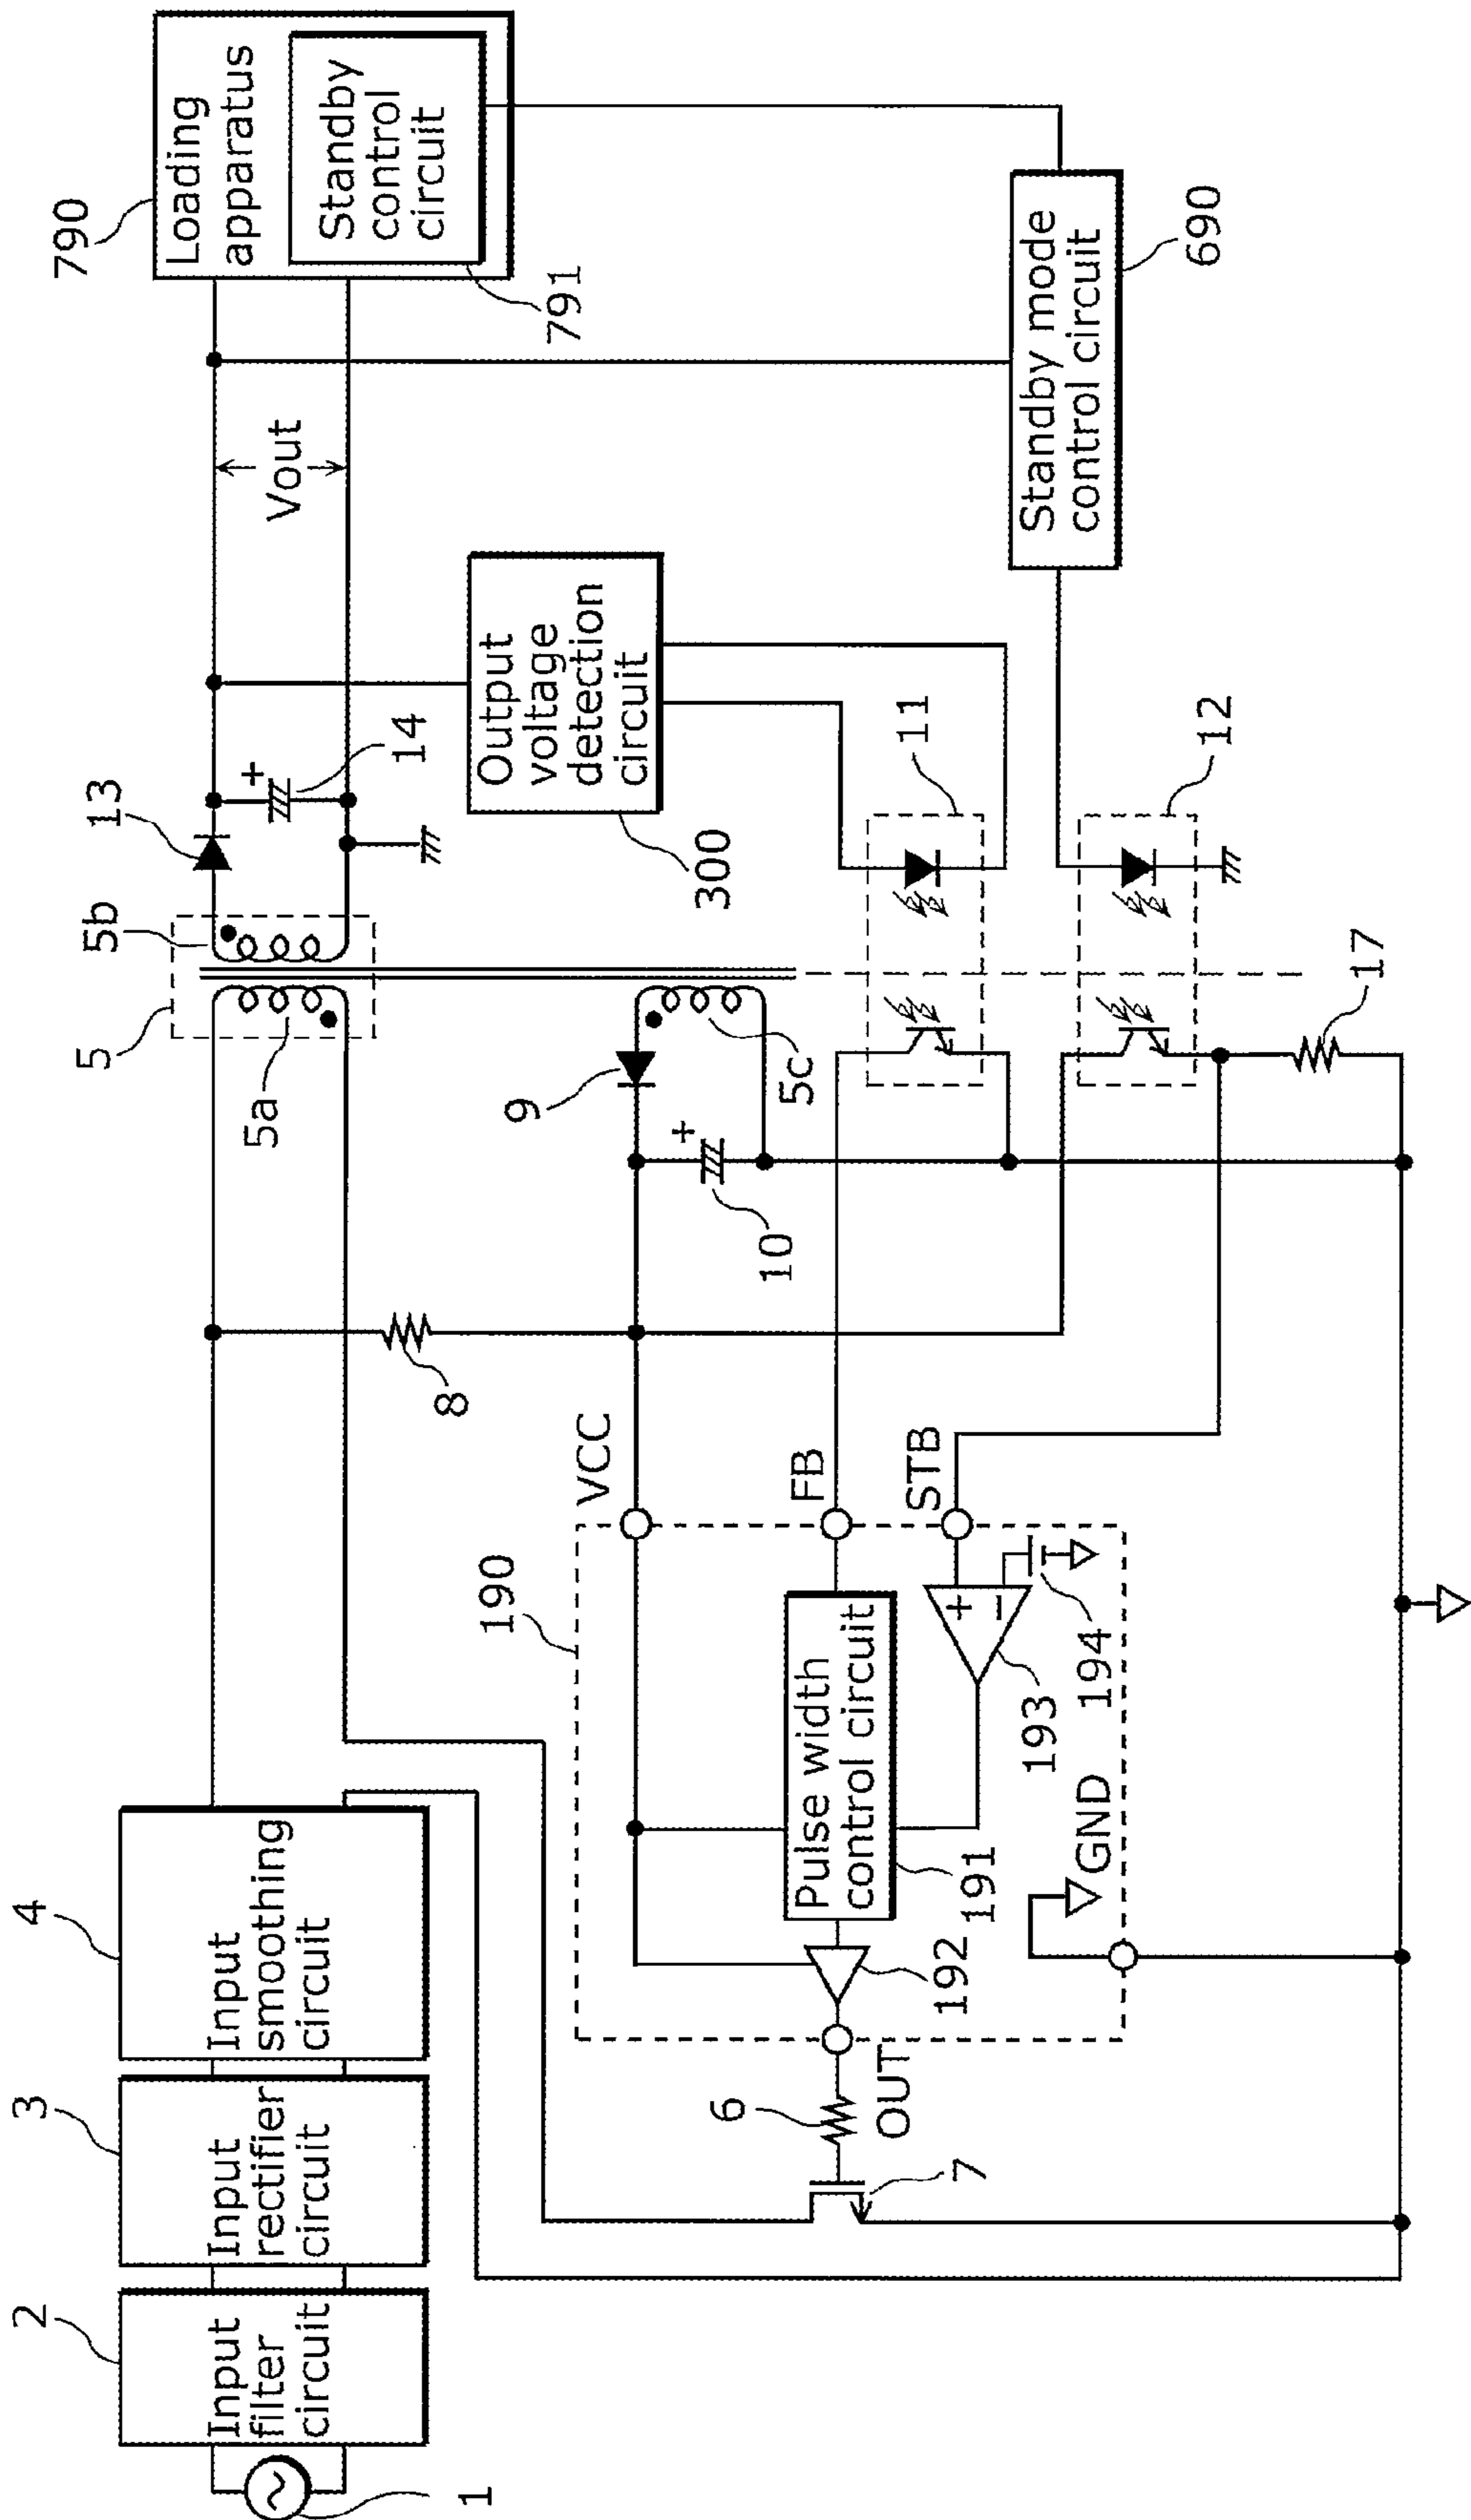 1
2
Input
filter
circuit
3
Input
rectifier
circuit
4
Input
smoothing
circuit
5
5a
5b
13
+
14
Vout
790
Loading
apparatus
Standby
control
circuit
791
8
9
+
10
5c
Output
voltage
detection
circuit
300
190
VCC
FB
STB
Pulse width
control circuit
191
192
+
−
193
194
GND
OUT
6
7
11
12
17
Standby mode
control circuit
690